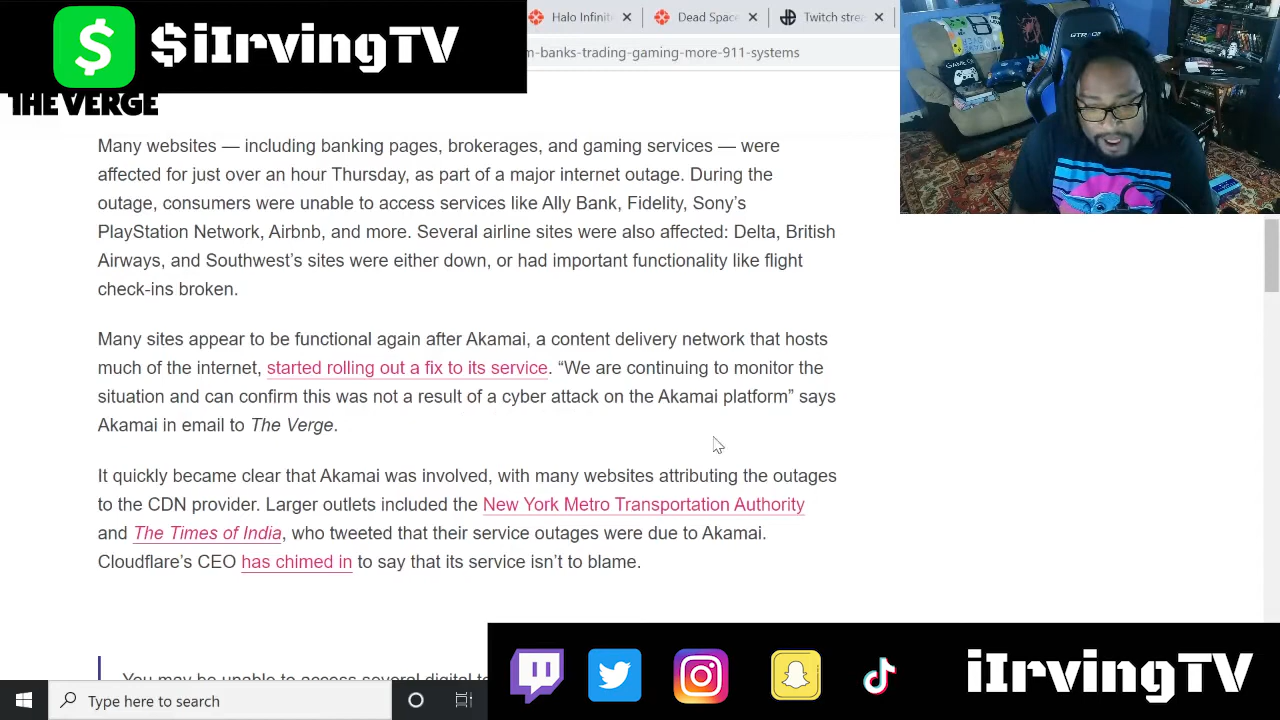 $iIrvingTV
Halo Infinit
Dead Space
Twitch strea
m-banks-trading-gaming-more-911-systems
THE VERGE
Many websites — including banking pages, brokerages, and gaming services — were
affected for just over an hour Thursday, as part of a major internet outage. During the
outage, consumers were unable to access services like Ally Bank, Fidelity, Sony's
PlayStation Network, Airbnb, and more. Several airline sites were also affected: Delta, British
Airways, and Southwest's sites were either down, or had important functionality like flight
check-ins broken.
Many sites appear to be functional again after Akamai, a content delivery network that hosts
much of the internet, started rolling out a fix to its service. “We are continuing to monitor the
situation and can confirm this was not a result of a cyber attack on the Akamai platform” says
Akamai in email to The Verge.
It quickly became clear that Akamai was involved, with many websites attributing the outages
to the CDN provider. Larger outlets included the New York Metro Transportation Authority
and The Times of India, who tweeted that their service outages were due to Akamai.
Cloudflare's CEO has chimed in to say that its service isn't to blame.
You may be unable to access several digital to
Type here to search
iIrvingTV